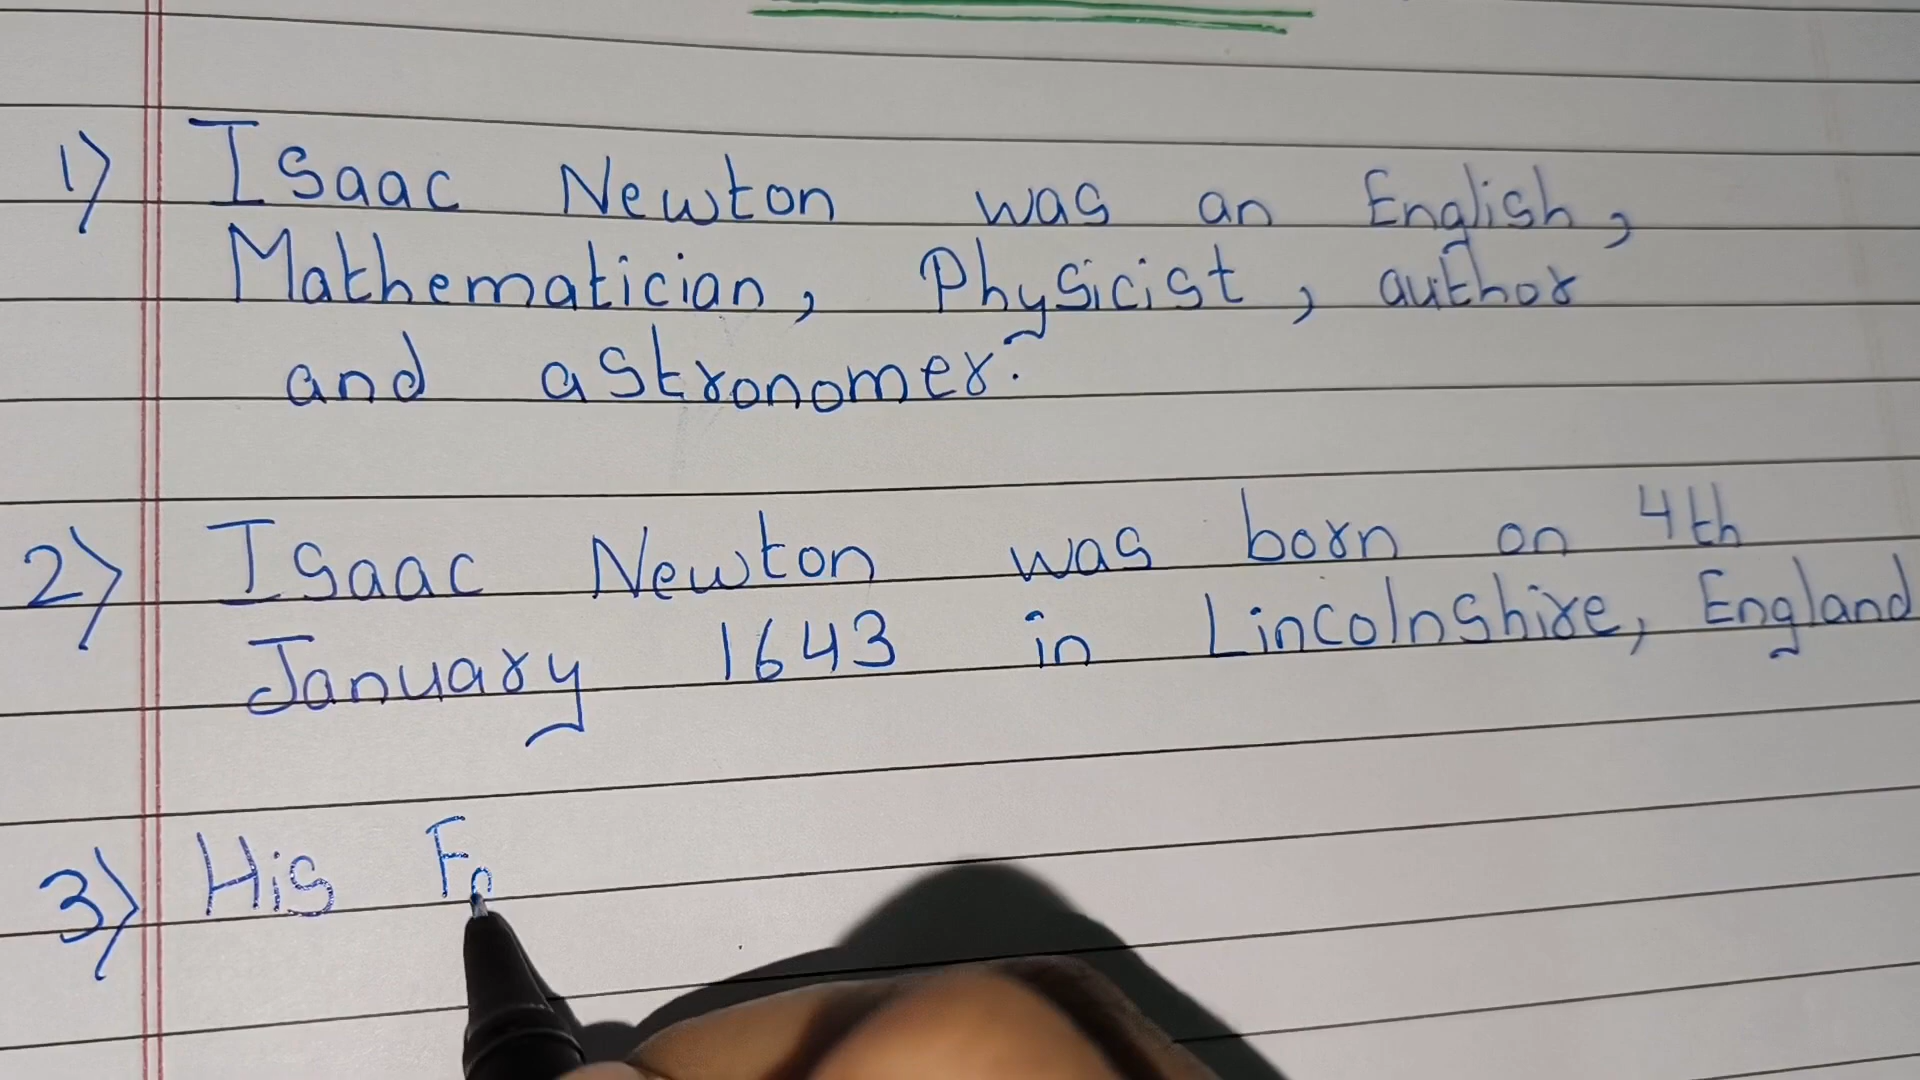 1) Isaac Newton was an English,
Mathematician, Physicist, author
and astronomer.
2) Isaac Newton was born on 4th
January 1643 in Lincolnshire, England
3) His Fa